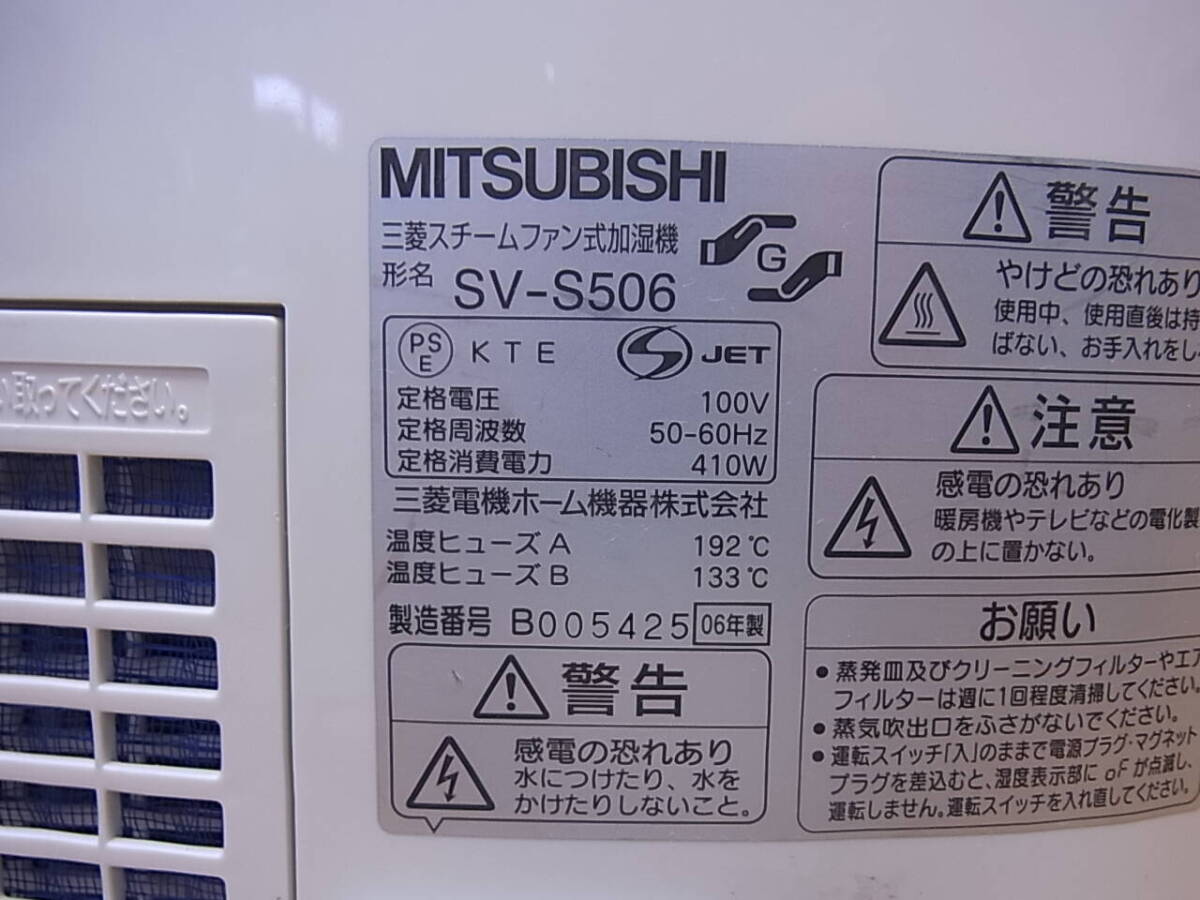 MITSUBISHI
三菱スチームファン式加湿機
形名 SV-S506
G
PS E KTE
S JET
定格電圧 100V
定格周波数 50-60Hz
定格消費電力 410W
三菱電機ホーム機器株式会社
温度ヒューズ A 192℃
温度ヒューズ B 133℃
製造番号 B005425 06年製
警告
感電の恐れあり
水につけたり、水を
かけたりしないこと。
警告
やけどの恐れあり
使用中、使用直後は持
ばない、お手入れをしな
注意
感電の恐れあり
暖房機やテレビなどの電化製
の上に置かない。
お願い
●蒸発皿及びクリーニングフィルターやエア
フィルターは週に1回程度清掃してください。
●蒸気吹出口をふさがないでください。
●運転スイッチ「入」のままで電源プラグ・マグネット
プラグを差込むと、湿度表示部に oF が点滅し、
運転しません。運転スイッチを入れ直してください。
い取ってください。